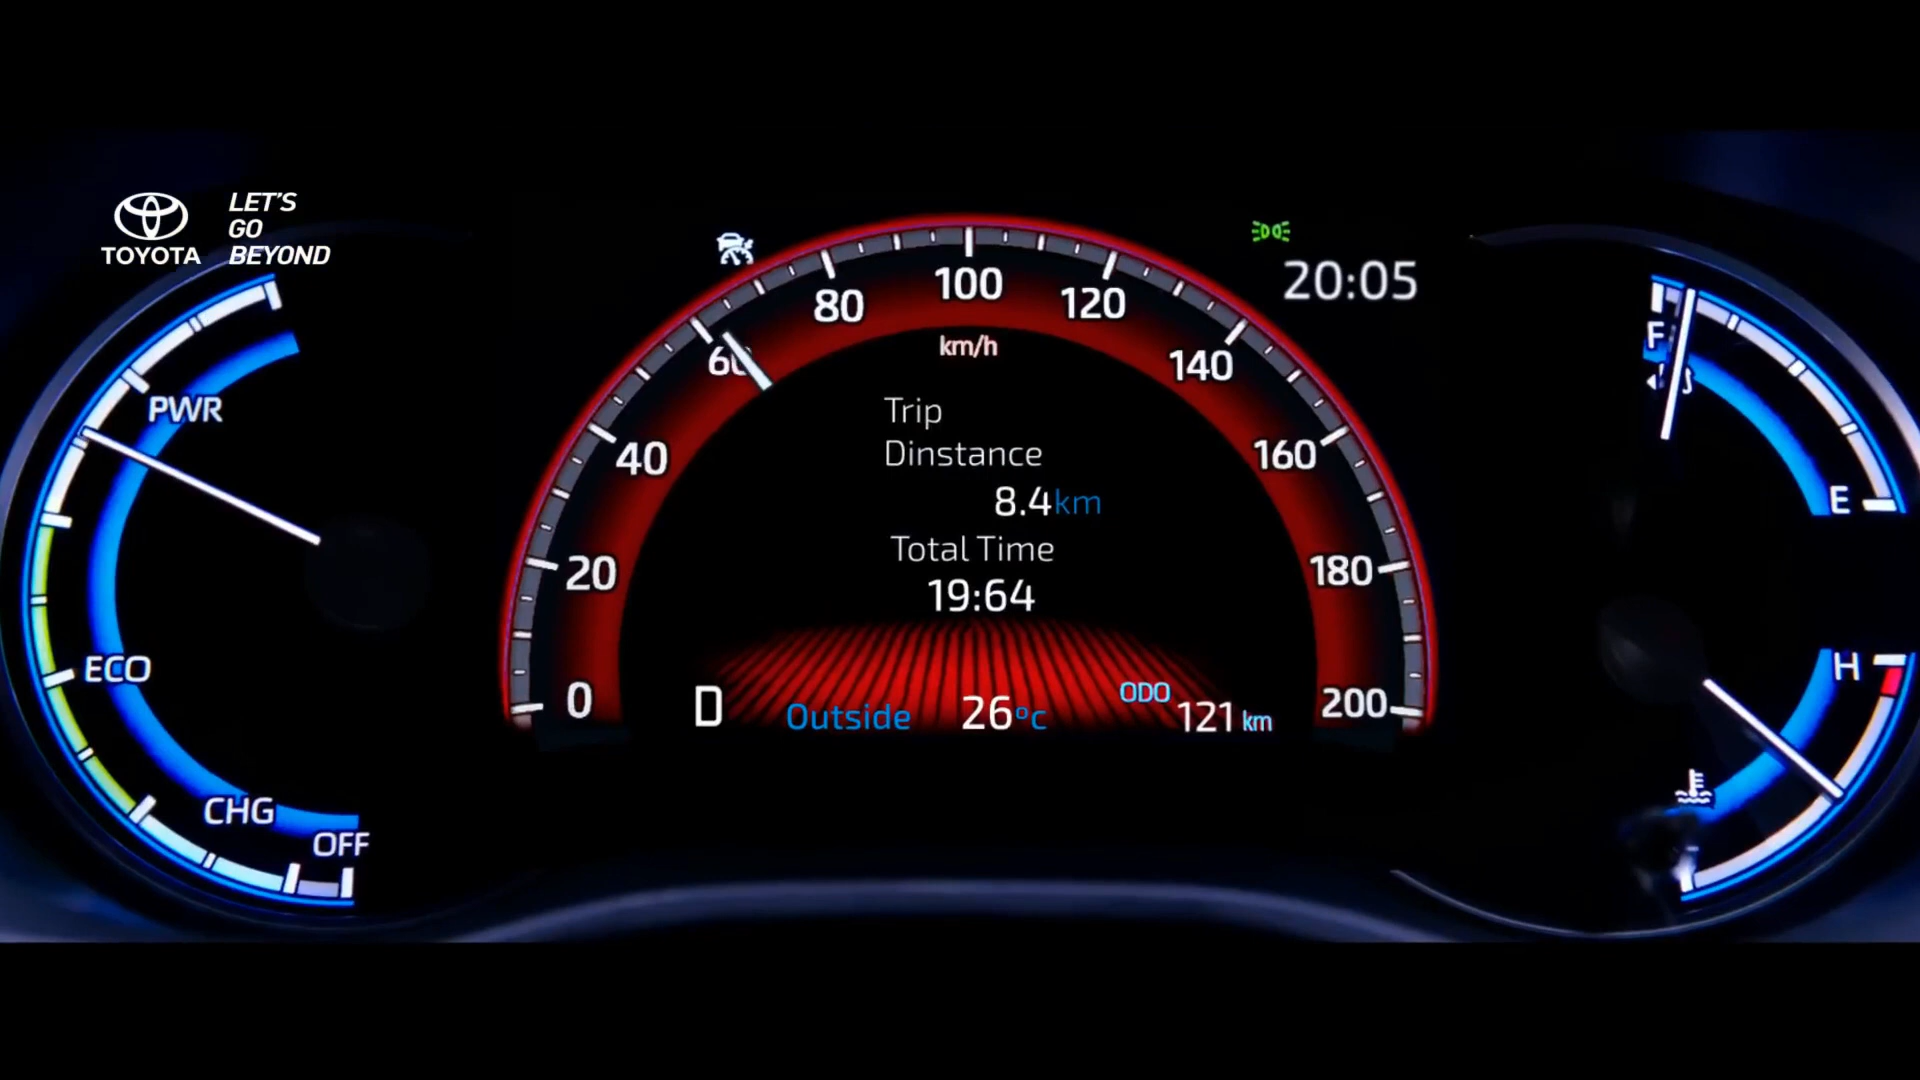 TOYOTA
LET'S
GO
BEYOND
20:05
PWR
ECO
CHG
OFF
0
20
40
60
80
100
120
140
160
180
200
km/h
Trip
Dinstance
8.4km
Total Time
19:64
D
Outside
26°c
ODO
121 km
F
E
H